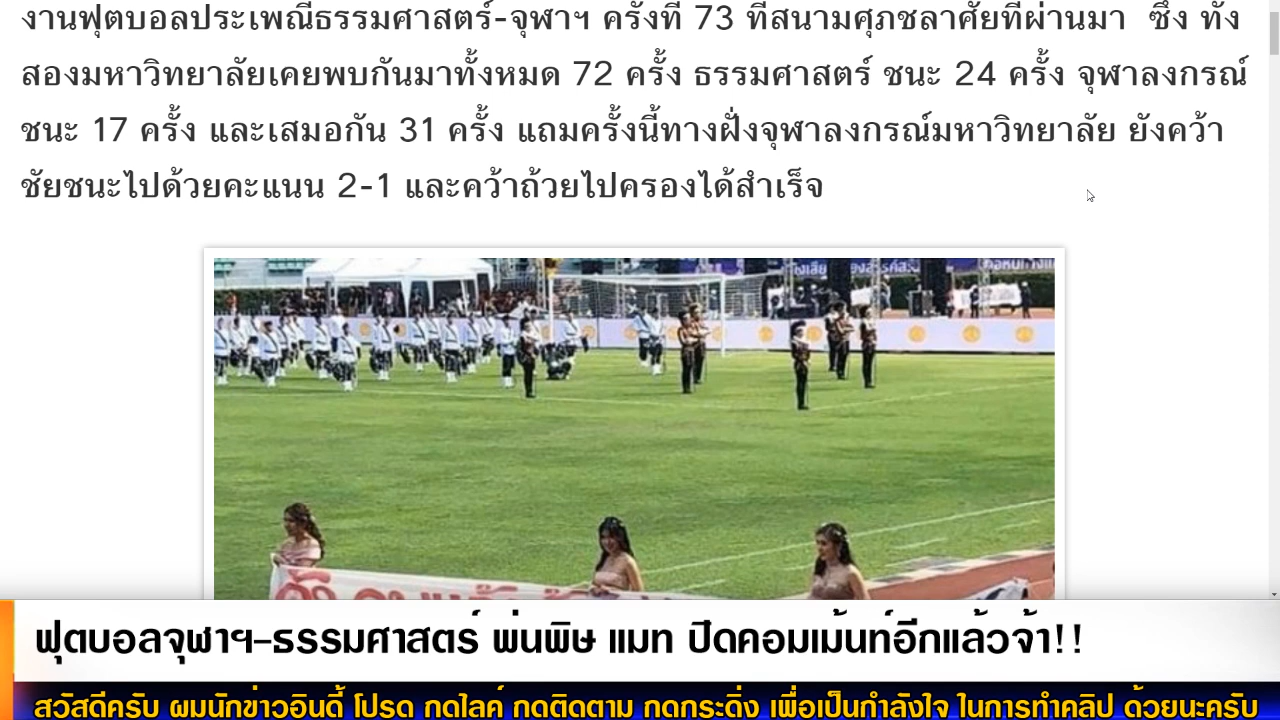 งานฟุตบอลประเพณีธรรมศาสตร์-จุฬาฯ ครั้งที่ 73 ที่สนามศุภชลาศัยที่ผ่านมา ซึ่ง ทั้ง
สองมหาวิทยาลัยเคยพบกันมาทั้งหมด 72 ครั้ง ธรรมศาสตร์ ชนะ 24 ครั้ง จุฬาลงกรณ์
ชนะ 17 ครั้ง และเสมอกัน 31 ครั้ง แถมครั้งนี้ทางฝั่งจุฬาลงกรณ์มหาวิทยาลัย ยังคว้า
ชัยชนะไปด้วยคะแนน 2-1 และคว้าถ้วยไปครองได้สำเร็จ
ฟุตบอลจุฬาฯ-ธรรมศาสตร์ พ่นพิษ แมท ปิดคอมเม้นท์อีกแล้วจ้า!!
สวัสดีครับ ผมนักข่าวอินดี้ โปรด กดไลค์ กดติดตาม กดกระดิ่ง เพื่อเป็นกำลังใจ ในการทำคลิป ด้วยนะครับ